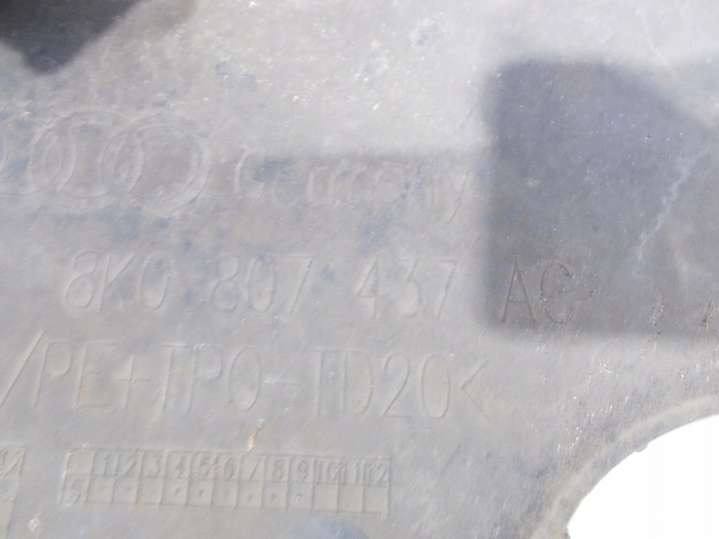 Germany
8K0 807 437 AC
/PE+TPO-TD20<
1 2 3 4 5 6 7 8 9 10 11 12